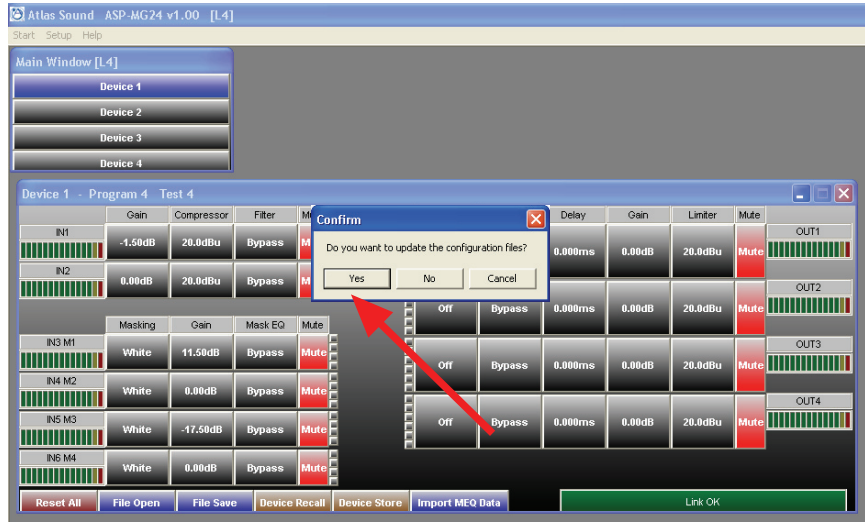 Atlas Sound ASP-MG24 v1.00 [L4]
Start Setup Help
Main Window [L4]
Device 1
Device 2
Device 3
Device 4
Device 1 - Program 4 Test 4
Gain Compressor Filter Delay Gain Limiter Mute
Confirm
Do you want to update the configuration files?
Yes No Cancel
IN1 -1.50dB 20.0dBu Bypass 0.000ms 0.00dB 20.0dBu Mute OUT1
IN2 0.00dB 20.0dBu Bypass Off Bypass 0.000ms 0.00dB 20.0dBu Mute OUT2
Masking Gain Mask EQ Mute
IN3 M1 White 11.50dB Bypass Mute Off Bypass 0.000ms 0.00dB 20.0dBu Mute OUT3
IN4 M2 White 0.00dB Bypass Mute
IN5 M3 White -17.50dB Bypass Mute Off Bypass 0.000ms 0.00dB 20.0dBu Mute OUT4
IN6 M4 White 0.00dB Bypass Mute
Reset All File Open File Save Device Recall Device Store Import MEQ Data Link OK